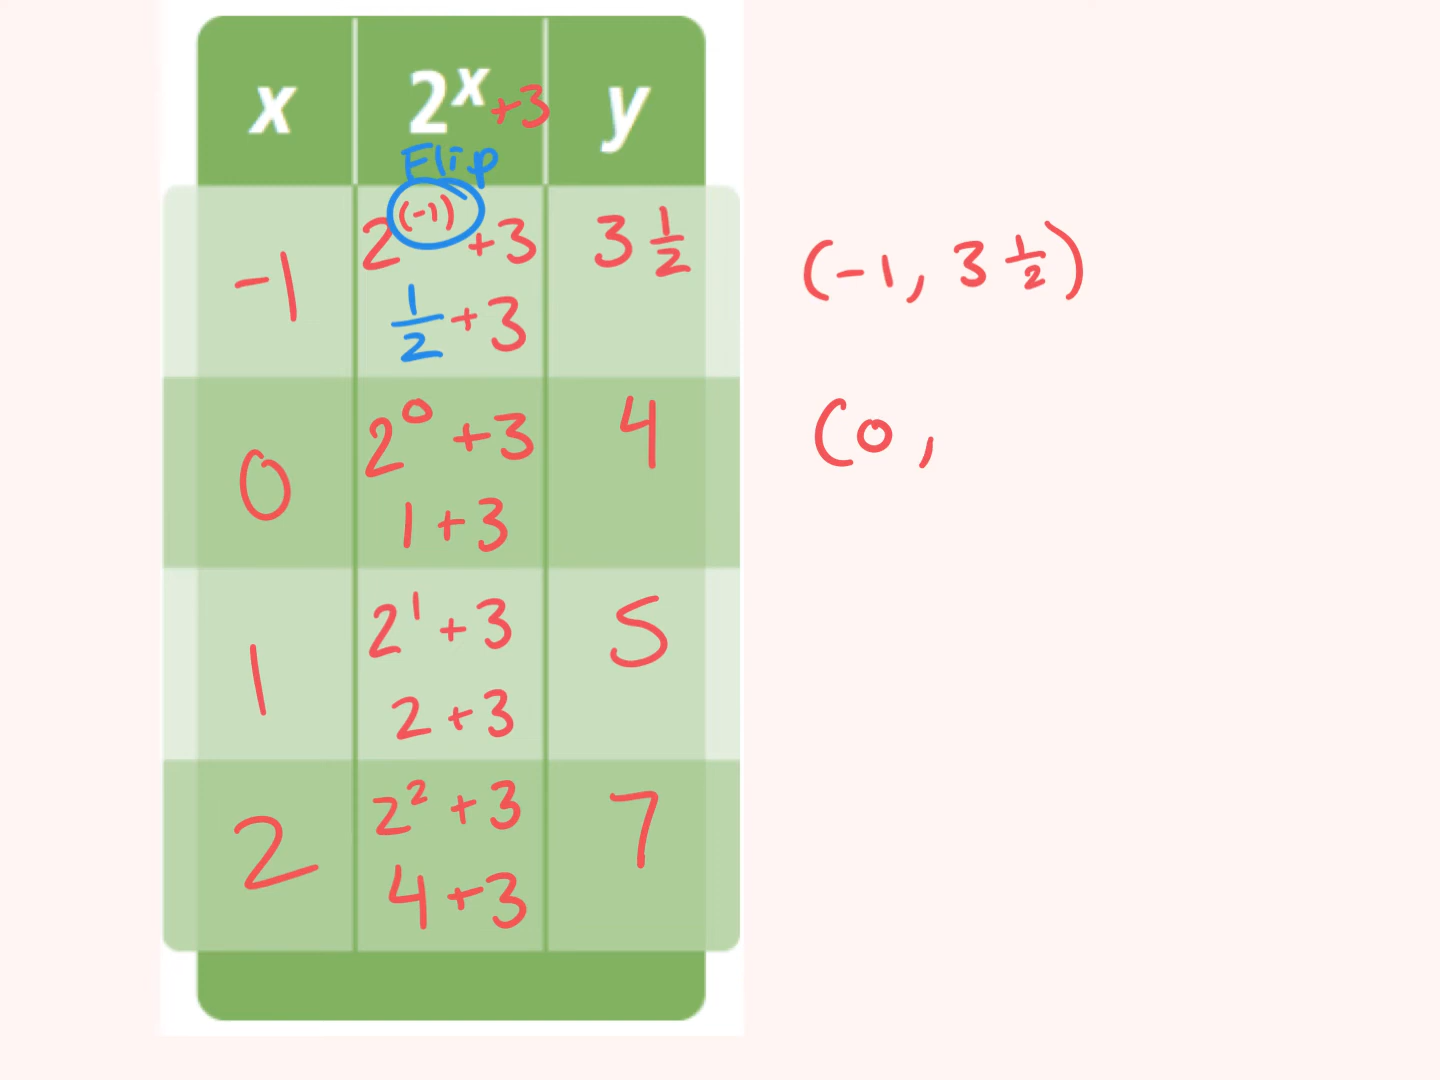 x 2^x +3 y
Flip
-1 2^(-1) +3 3 1/2 (-1, 3 1/2)
1/2 +3
0 2^0 +3 4 (0,
1 +3
1 2^1 +3 5
2 +3
2 2^2 +3 7
4 +3